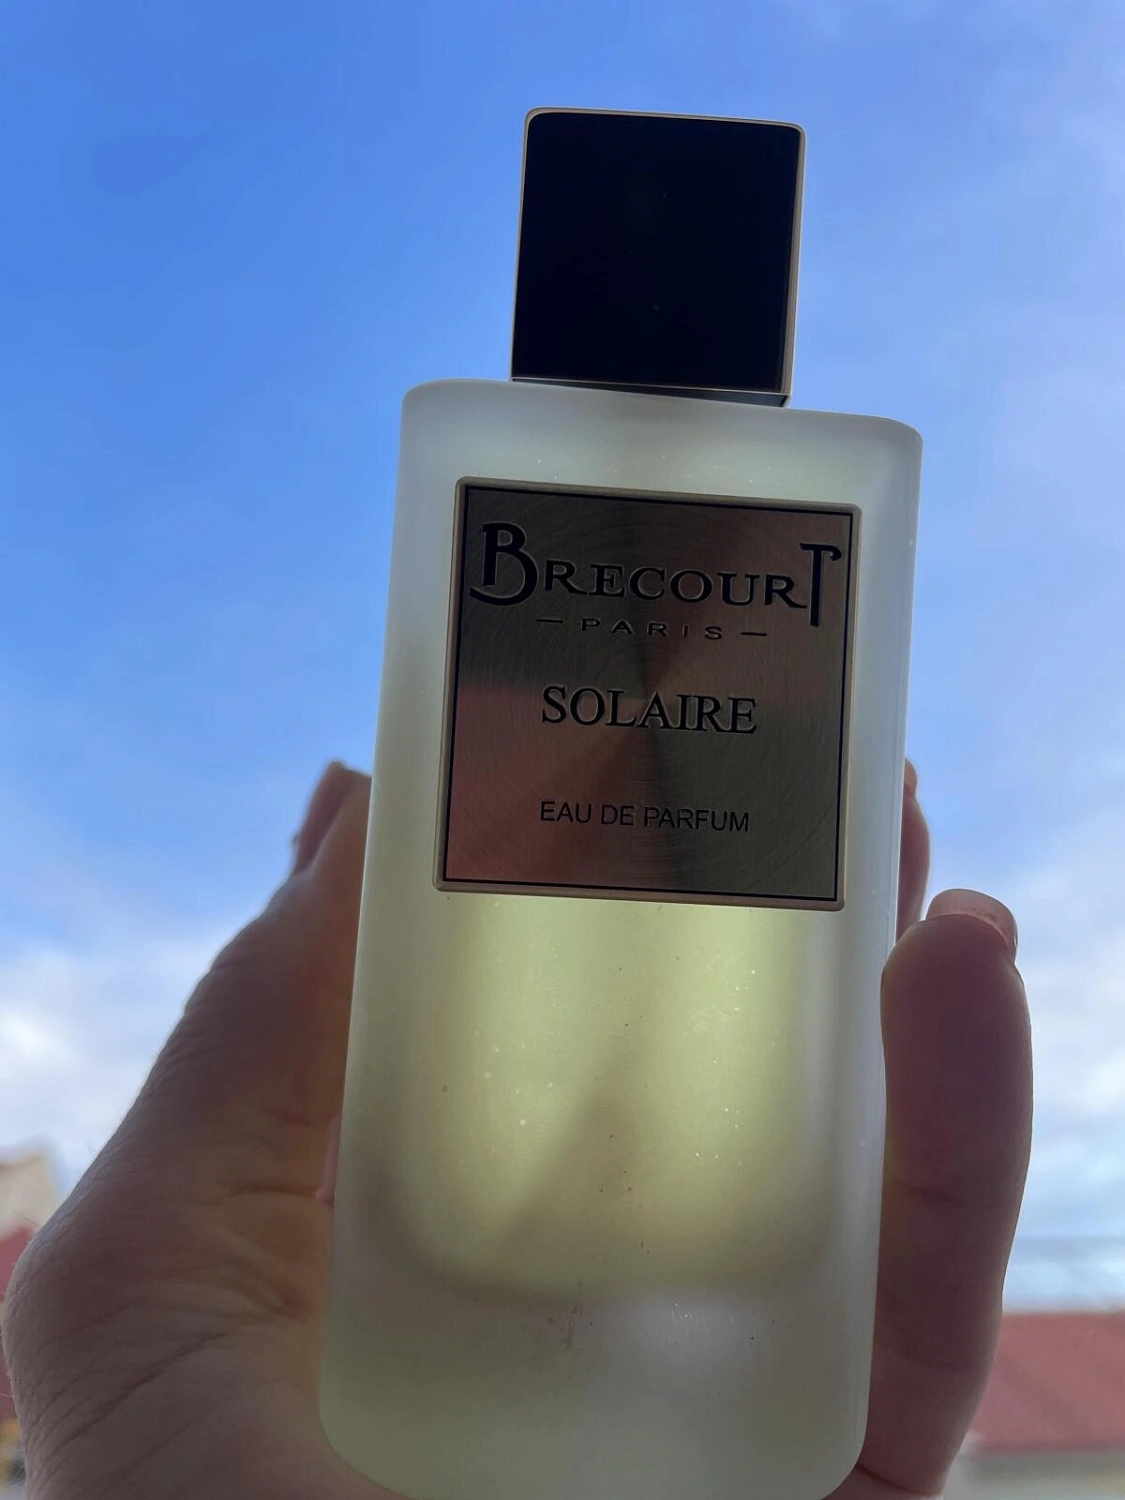 BRECOURT
— PARIS —
SOLAIRE
EAU DE PARFUM